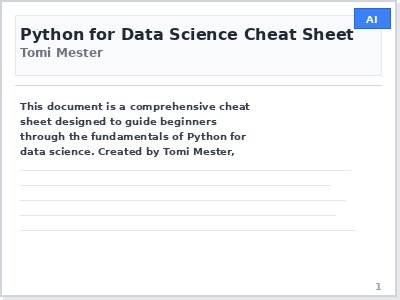 AI
Python for Data Science Cheat Sheet
Tomi Mester
This document is a comprehensive cheat
sheet designed to guide beginners
through the fundamentals of Python for
data science. Created by Tomi Mester,
1